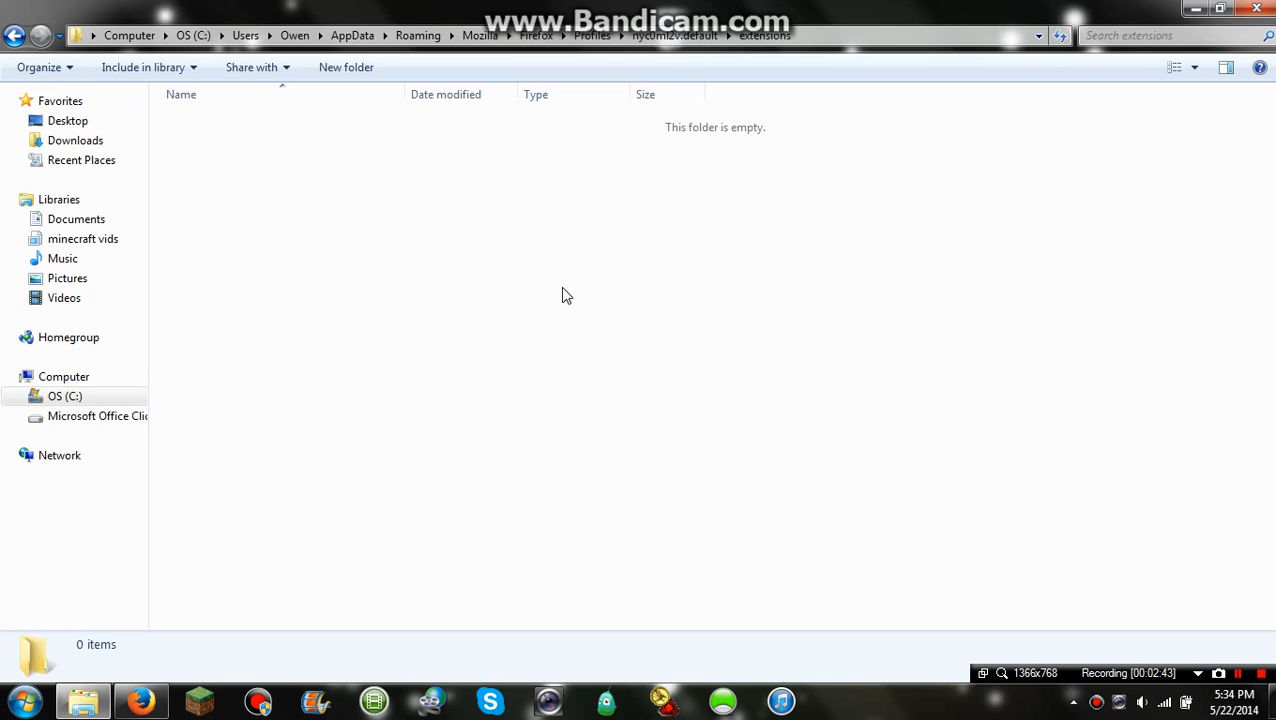 www.Bandicam.com
Computer OS (C:) Users Owen AppData Roaming Mozilla Firefox Profiles extensions
Search extensions
Organize Include in library Share with New folder
Name Date modified Type Size
This folder is empty.
Favorites
Desktop
Downloads
Recent Places
Libraries
Documents
minecraft vids
Music
Pictures
Videos
Homegroup
Computer
OS (C:)
Microsoft Office Clic
Network
0 items
1366x768 Recording [00:02:43]
5:34 PM
5/22/2014